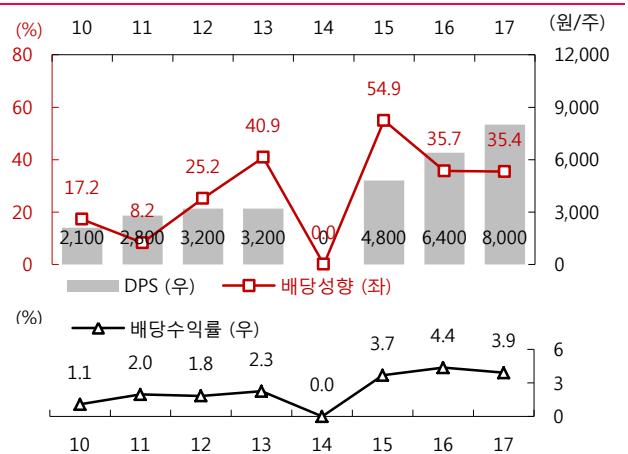 (%) 10 11 12 13 14 15 16 17 (원/주)
80 12,000
60 9,000
40 6,000
20 3,000
0 0
17.2 8.2 25.2 40.9 0.0 54.9 35.7 35.4
2,100 2,800 3,200 3,200 0 4,800 6,400 8,000
DPS (우) 배당성향 (좌)
(%) 배당수익률 (우)
6
3
0
1.1 2.0 1.8 2.3 0.0 3.7 4.4 3.9
10 11 12 13 14 15 16 17